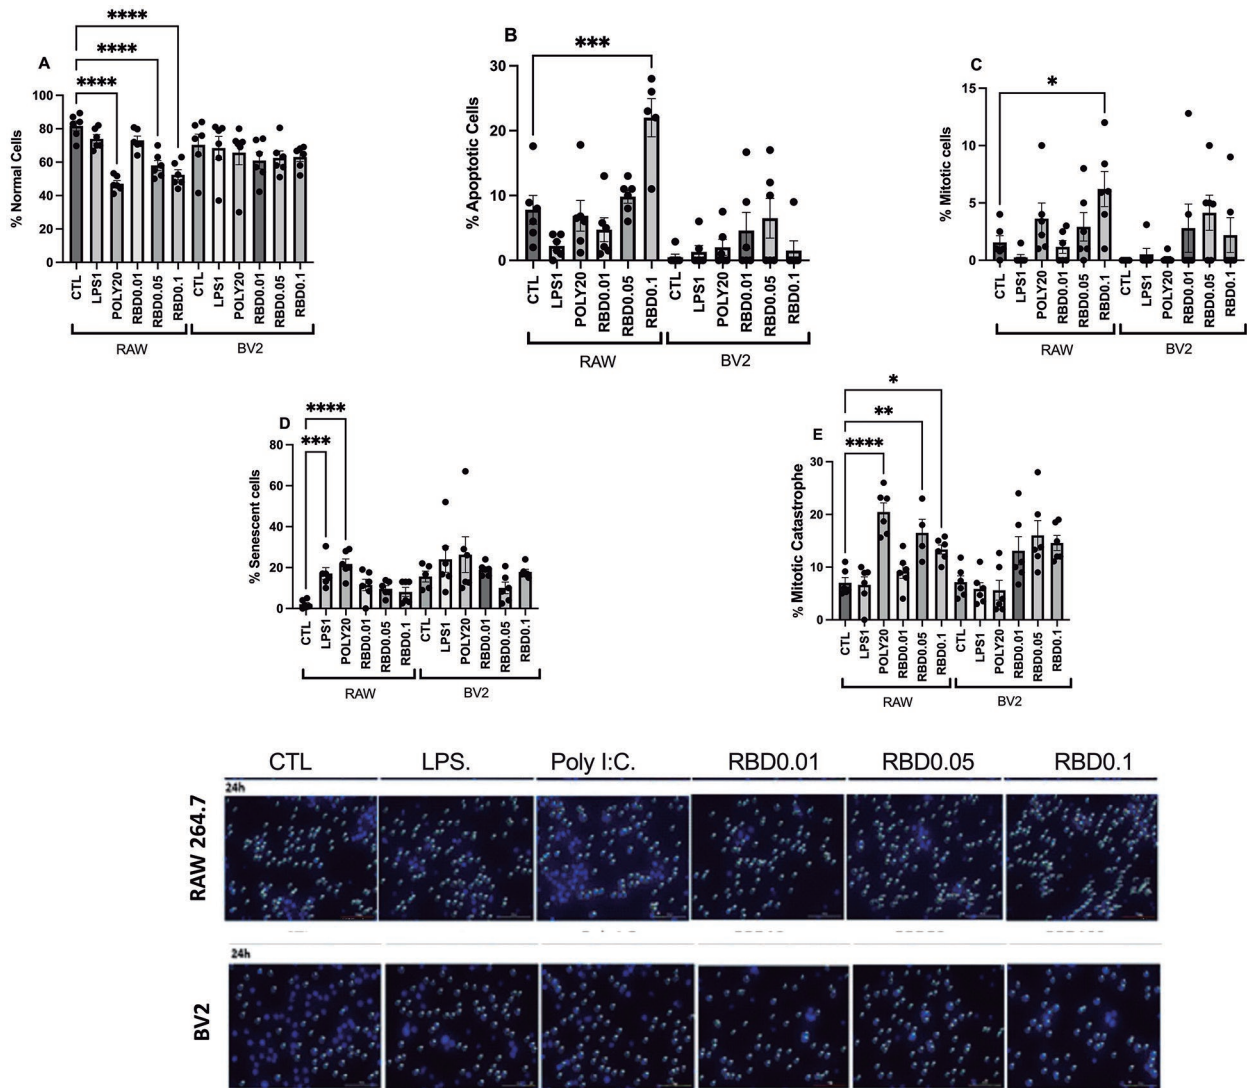 ****
****
****
A
% Normal Cells
100
80
60
40
20
0
CTL
LPS1
POLY20
RBD0.01
RBD0.05
RBD0.1
CTL
LPS1
POLY20
RBD0.01
RBD0.05
RBD0.1
RAW
BV2
B
***
% Apoptotic Cells
30
20
10
0
CTL
LPS1
POLY20
RBD0.01
RBD0.05
RBD0.1
CTL
LPS1
POLY20
RBD0.01
RBD0.05
RBD0.1
RAW
BV2
C
*
% Mitotic cells
15
10
5
0
CTL
LPS1
POLY20
RBD0.01
RBD0.05
RBD0.1
CTL
LPS1
POLY20
RBD0.01
RBD0.05
RBD0.1
RAW
BV2
D
****
***
% Senescent cells
80
60
40
20
0
CTL
LPS1
POLY20
RBD0.01
RBD0.05
RBD0.1
CTL
LPS1
POLY20
RBD0.01
RBD0.05
RBD0.1
RAW
BV2
*
**
****
E
% Mitotic Catastrophe
30
20
10
0
CTL
LPS1
POLY20
RBD0.01
RBD0.05
RBD0.1
CTL
LPS1
POLY20
RBD0.01
RBD0.05
RBD0.1
RAW
BV2
CTL LPS. Poly I:C. RBD0.01 RBD0.05 RBD0.1
24h
RAW 264.7
24h
BV2